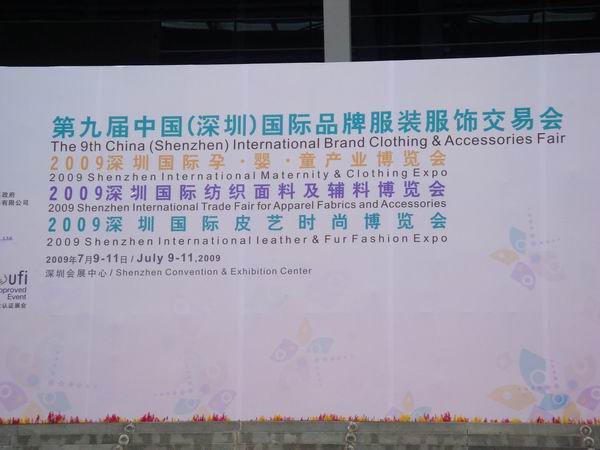 第九届中国(深圳)国际品牌服装服饰交易会
The 9th China (Shenzhen) International Brand Clothing & Accessories Fair
2009深圳国际孕·婴·童产业博览会
2009 Shenzhen International Maternity & Clothing Expo
2009深圳国际纺织面料及辅料博览会
2009 Shenzhen International Trade Fair for Apparel Fabrics and Accessories
2009深圳国际皮艺时尚博览会
2009 Shenzhen International leather & Fur Fashion Expo
2009年7月9-11日 / July 9-11,2009
深圳会展中心 / Shenzhen Convention & Exhibition Center
政府
有限公司
ufi
pproved
Event
认证展会